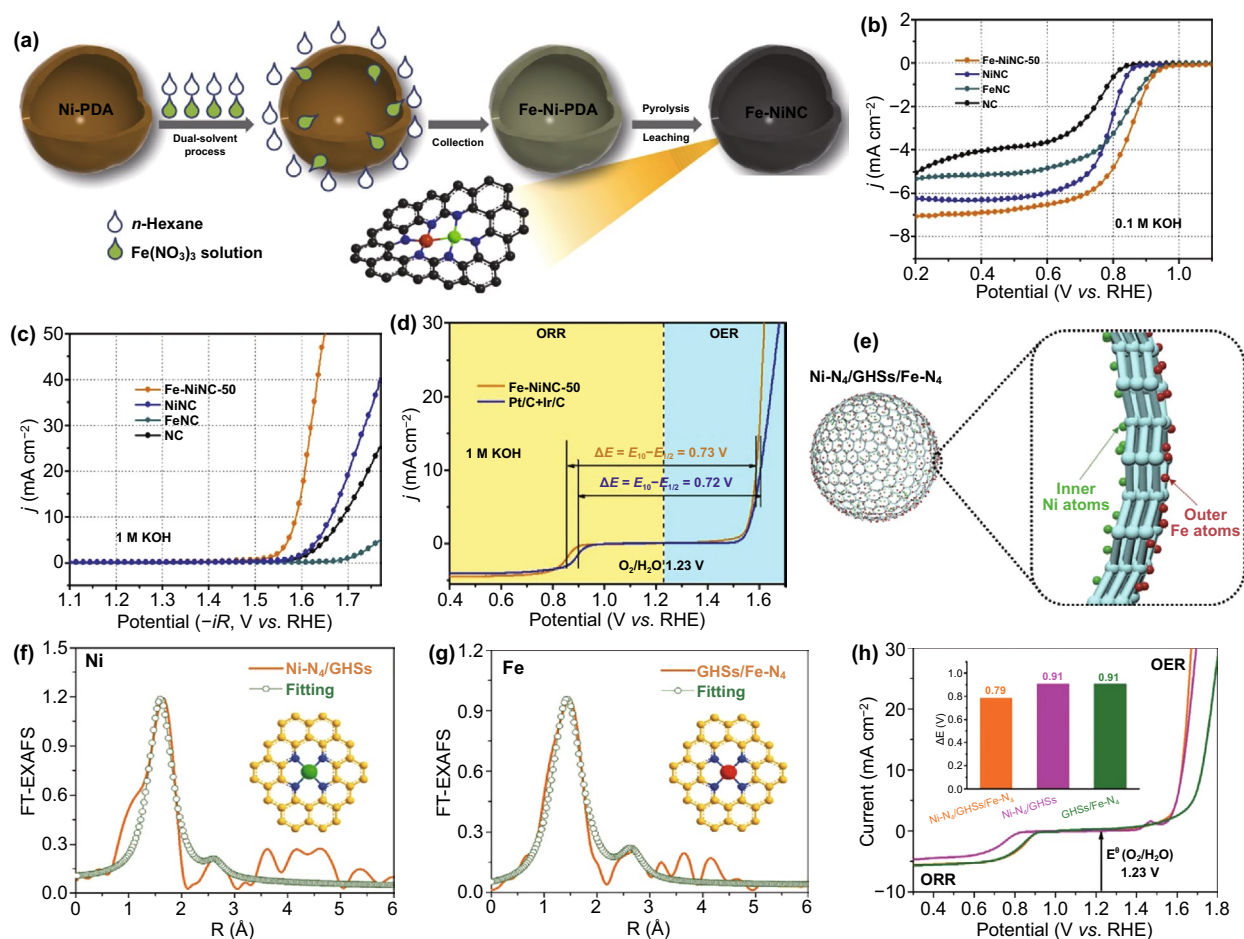 (a)
Ni-PDA
Dual-solvent
process
Collection
Fe-Ni-PDA
Pyrolysis
Leaching
Fe-NiNC
n-Hexane
Fe(NO₃)₃ solution
(b)
j (mA cm⁻²)
0
−2
−4
−6
−8
Fe-NiNC-50
NiNC
FeNC
NC
0.1 M KOH
0.2 0.4 0.6 0.8 1.0
Potential (V vs. RHE)
(c)
j (mA cm⁻²)
50
40
30
20
10
0
Fe-NiNC-50
NiNC
FeNC
NC
1 M KOH
1.1 1.2 1.3 1.4 1.5 1.6 1.7
Potential (−iR, V vs. RHE)
(d)
j (mA cm⁻²)
30
20
10
0
ORR OER
Fe-NiNC-50
Pt/C+Ir/C
1 M KOH
ΔE = E₁₀−E₁/₂ = 0.73 V
ΔE = E₁₀−E₁/₂ = 0.72 V
O₂/H₂O 1.23 V
0.4 0.8 1.2 1.6
Potential (V vs. RHE)
(e)
Ni-N₄/GHSs/Fe-N₄
Inner
Ni atoms
Outer
Fe atoms
(f)
FT-EXAFS
1.5
1.2
0.9
0.6
0.3
0.0
Ni
Ni-N₄/GHSs
Fitting
0 1 2 3 4 5 6
R (Å)
(g)
FT-EXAFS
1.2
0.9
0.6
0.3
0.0
Fe
GHSs/Fe-N₄
Fitting
0 2 4 6
R (Å)
(h)
Current (mA cm⁻²)
30
25
20
15
10
5
0
−5
−10
OER
ΔE (V)
1.0
0.8
0.6
0.4
0.2
0.0
0.79
0.91
0.91
Ni-N₄/GHSs/Fe-N₄
Ni-N₄/GHSs
GHSs/Fe-N₄
E⁰ (O₂/H₂O)
1.23 V
ORR
0.4 0.6 0.8 1.0 1.2 1.4 1.6 1.8
Potential (V vs. RHE)